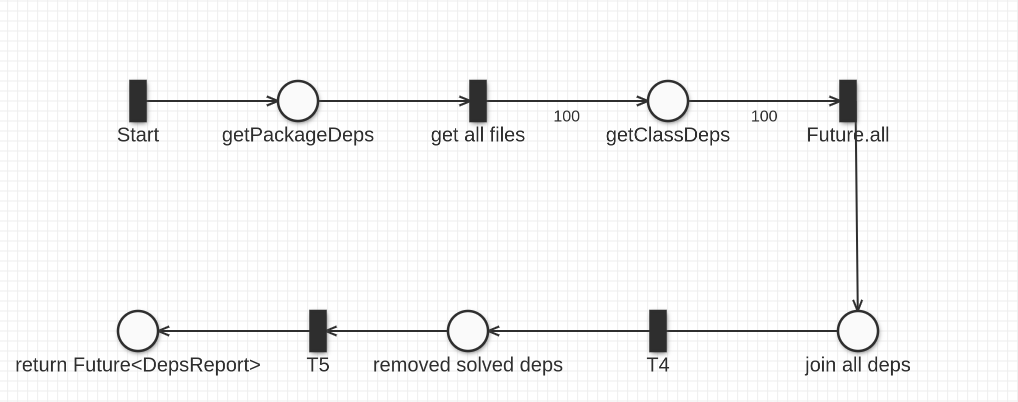 100
100
Start
getPackageDeps
get all files
getClassDeps
Future.all
return Future<DepsReport>
T5
removed solved deps
T4
join all deps